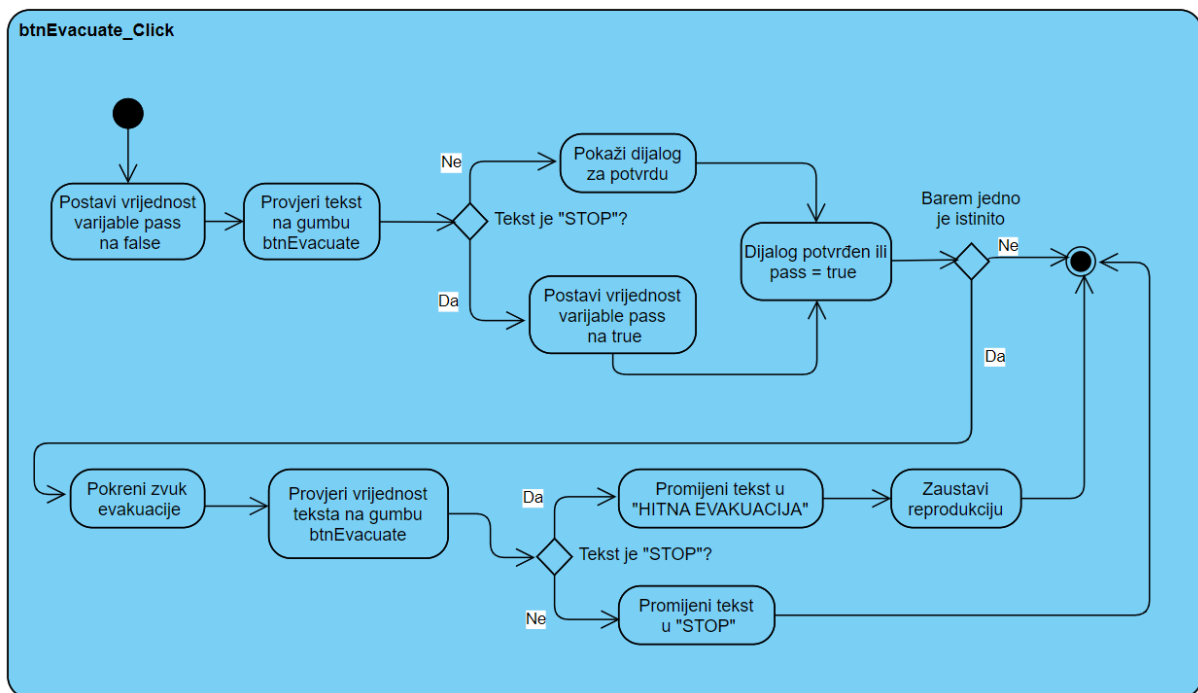 btnEvacuate_Click
Postavi vrijednost
varijable pass
na false
Provjeri tekst
na gumbu
btnEvacuate
Ne
Tekst je "STOP"?
Da
Pokaži dijalog
za potvrdu
Postavi vrijednost
varijable pass
na true
Dijalog potvrđen ili
pass = true
Barem jedno
je istinito
Ne
Da
Pokreni zvuk
evakuacije
Provjeri vrijednost
teksta na gumbu
btnEvacuate
Da
Tekst je "STOP"?
Ne
Promijeni tekst u
"HITNA EVAKUACIJA"
Zaustavi
reprodukciju
Promijeni tekst
u "STOP"